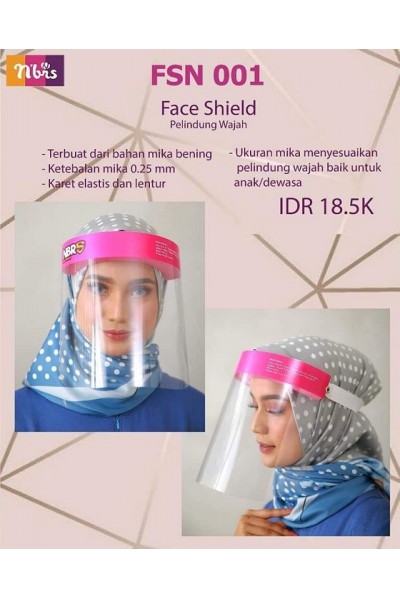 Nbrs
FSN 001
Face Shield
Pelindung Wajah
- Terbuat dari bahan mika bening
- Ketebalan mika 0.25 mm
- Karet elastis dan lentur
- Ukuran mika menyesuaikan
pelindung wajah baik untuk
anak/dewasa
IDR 18.5K
NBRS